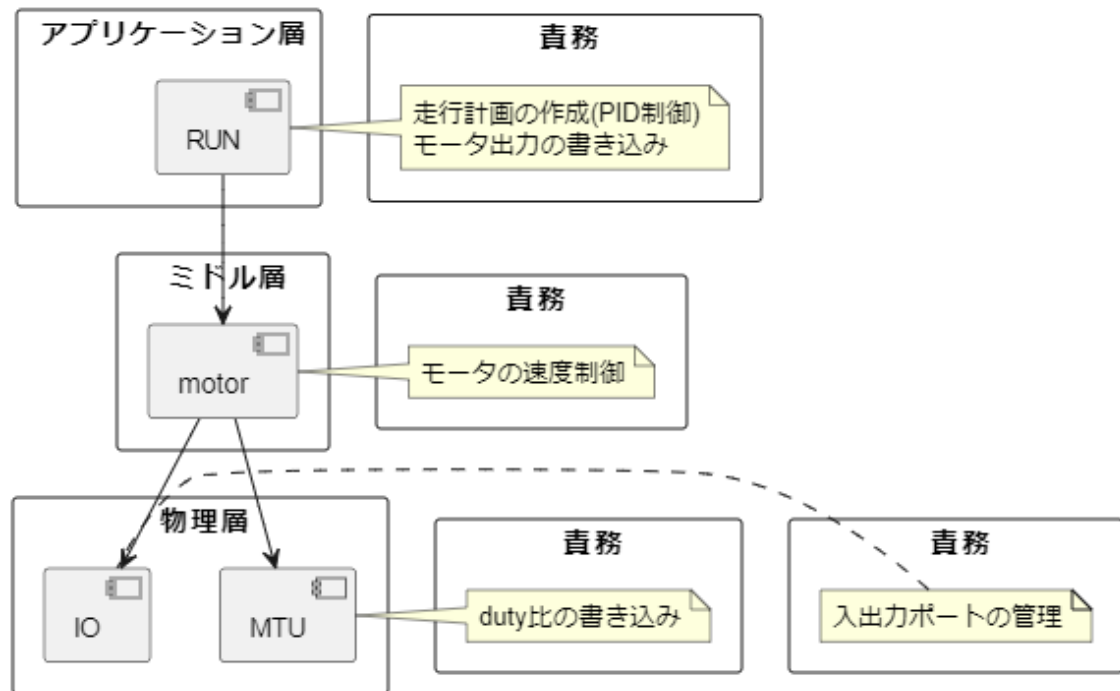 アプリケーション層
責務
RUN
走行計画の作成(PID制御)
モータ出力の書き込み
ミドル層
責務
motor
モータの速度制御
物理層
責務
責務
IO
MTU
duty比の書き込み
入出力ポートの管理